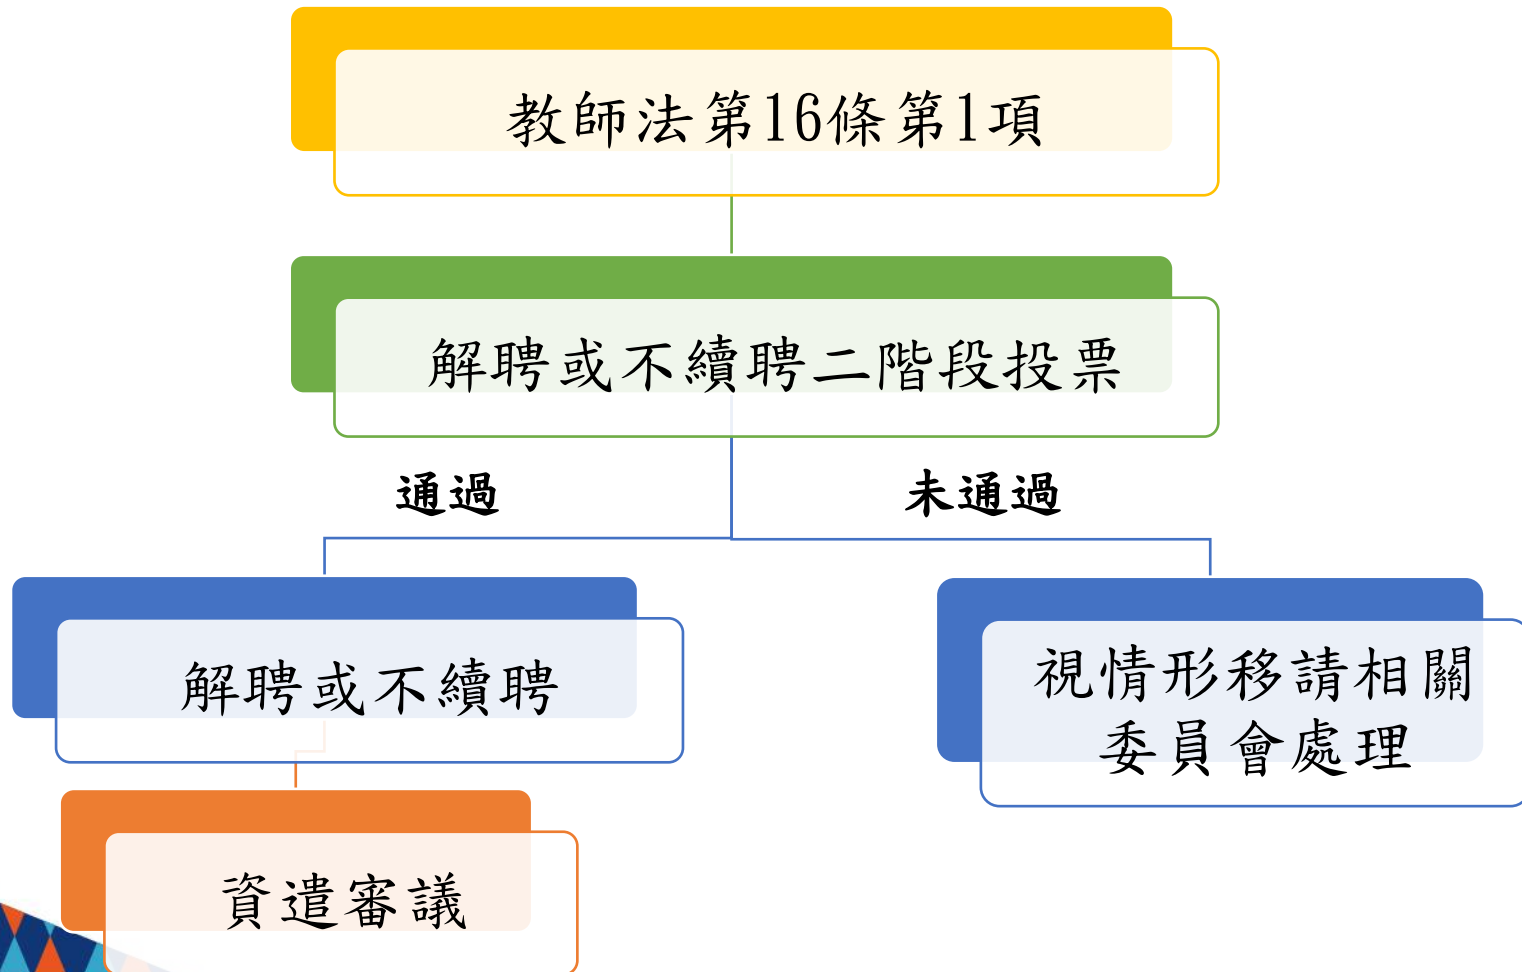 教師法第16條第1項
解聘或不續聘二階段投票
通過
未通過
解聘或不續聘
視情形移請相關
委員會處理
資遣審議